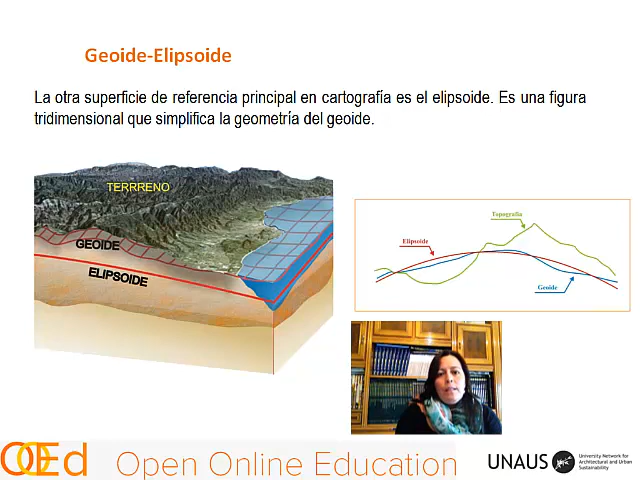 Geoide-Elipsoide
La otra superficie de referencia principal en cartografía es el elipsoide. Es una figura
tridimensional que simplifica la geometría del geoide.
TERRRENO
GEOIDE
ELIPSOIDE
Topografía
Elipsoide
Geoide
OOEd Open Online Education
UNAUS
University Network for
Architectural and Urban
Sustainability